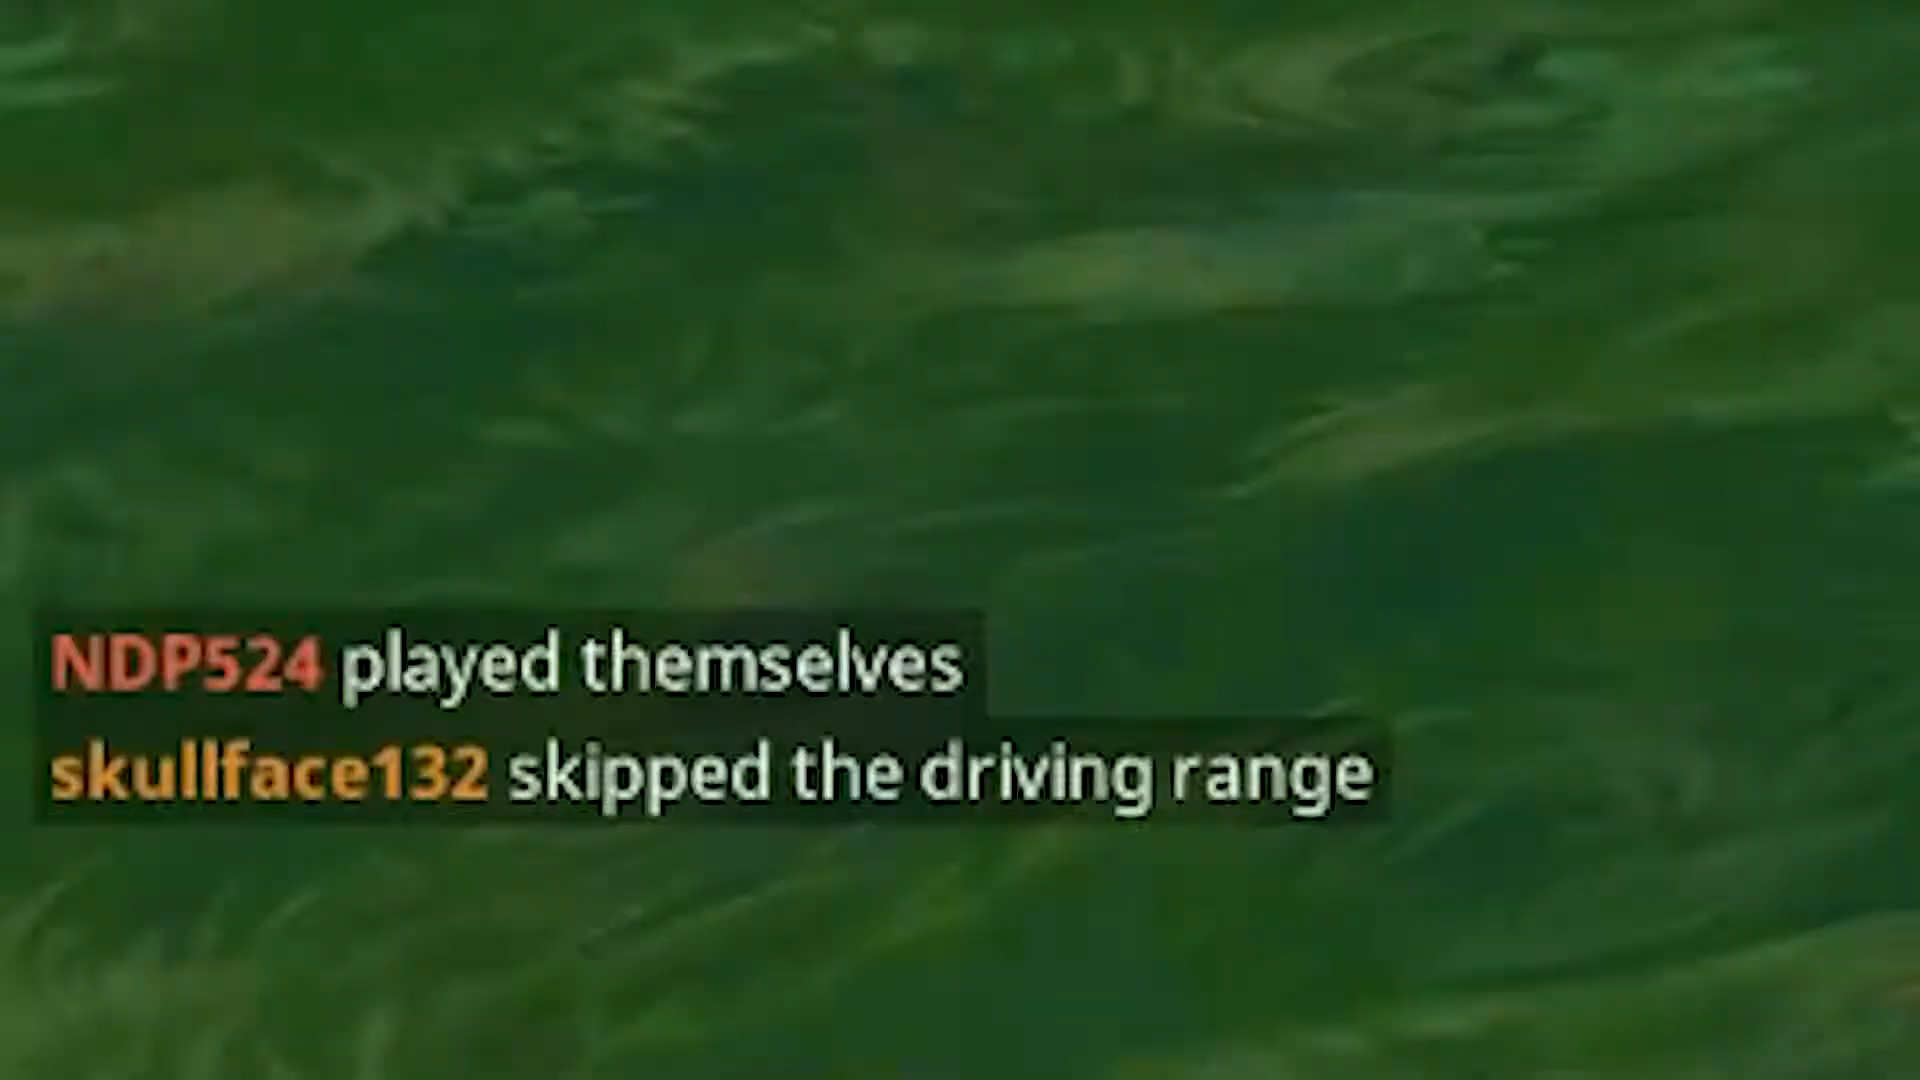 NDP524 played themselves
skullface132 skipped the driving range